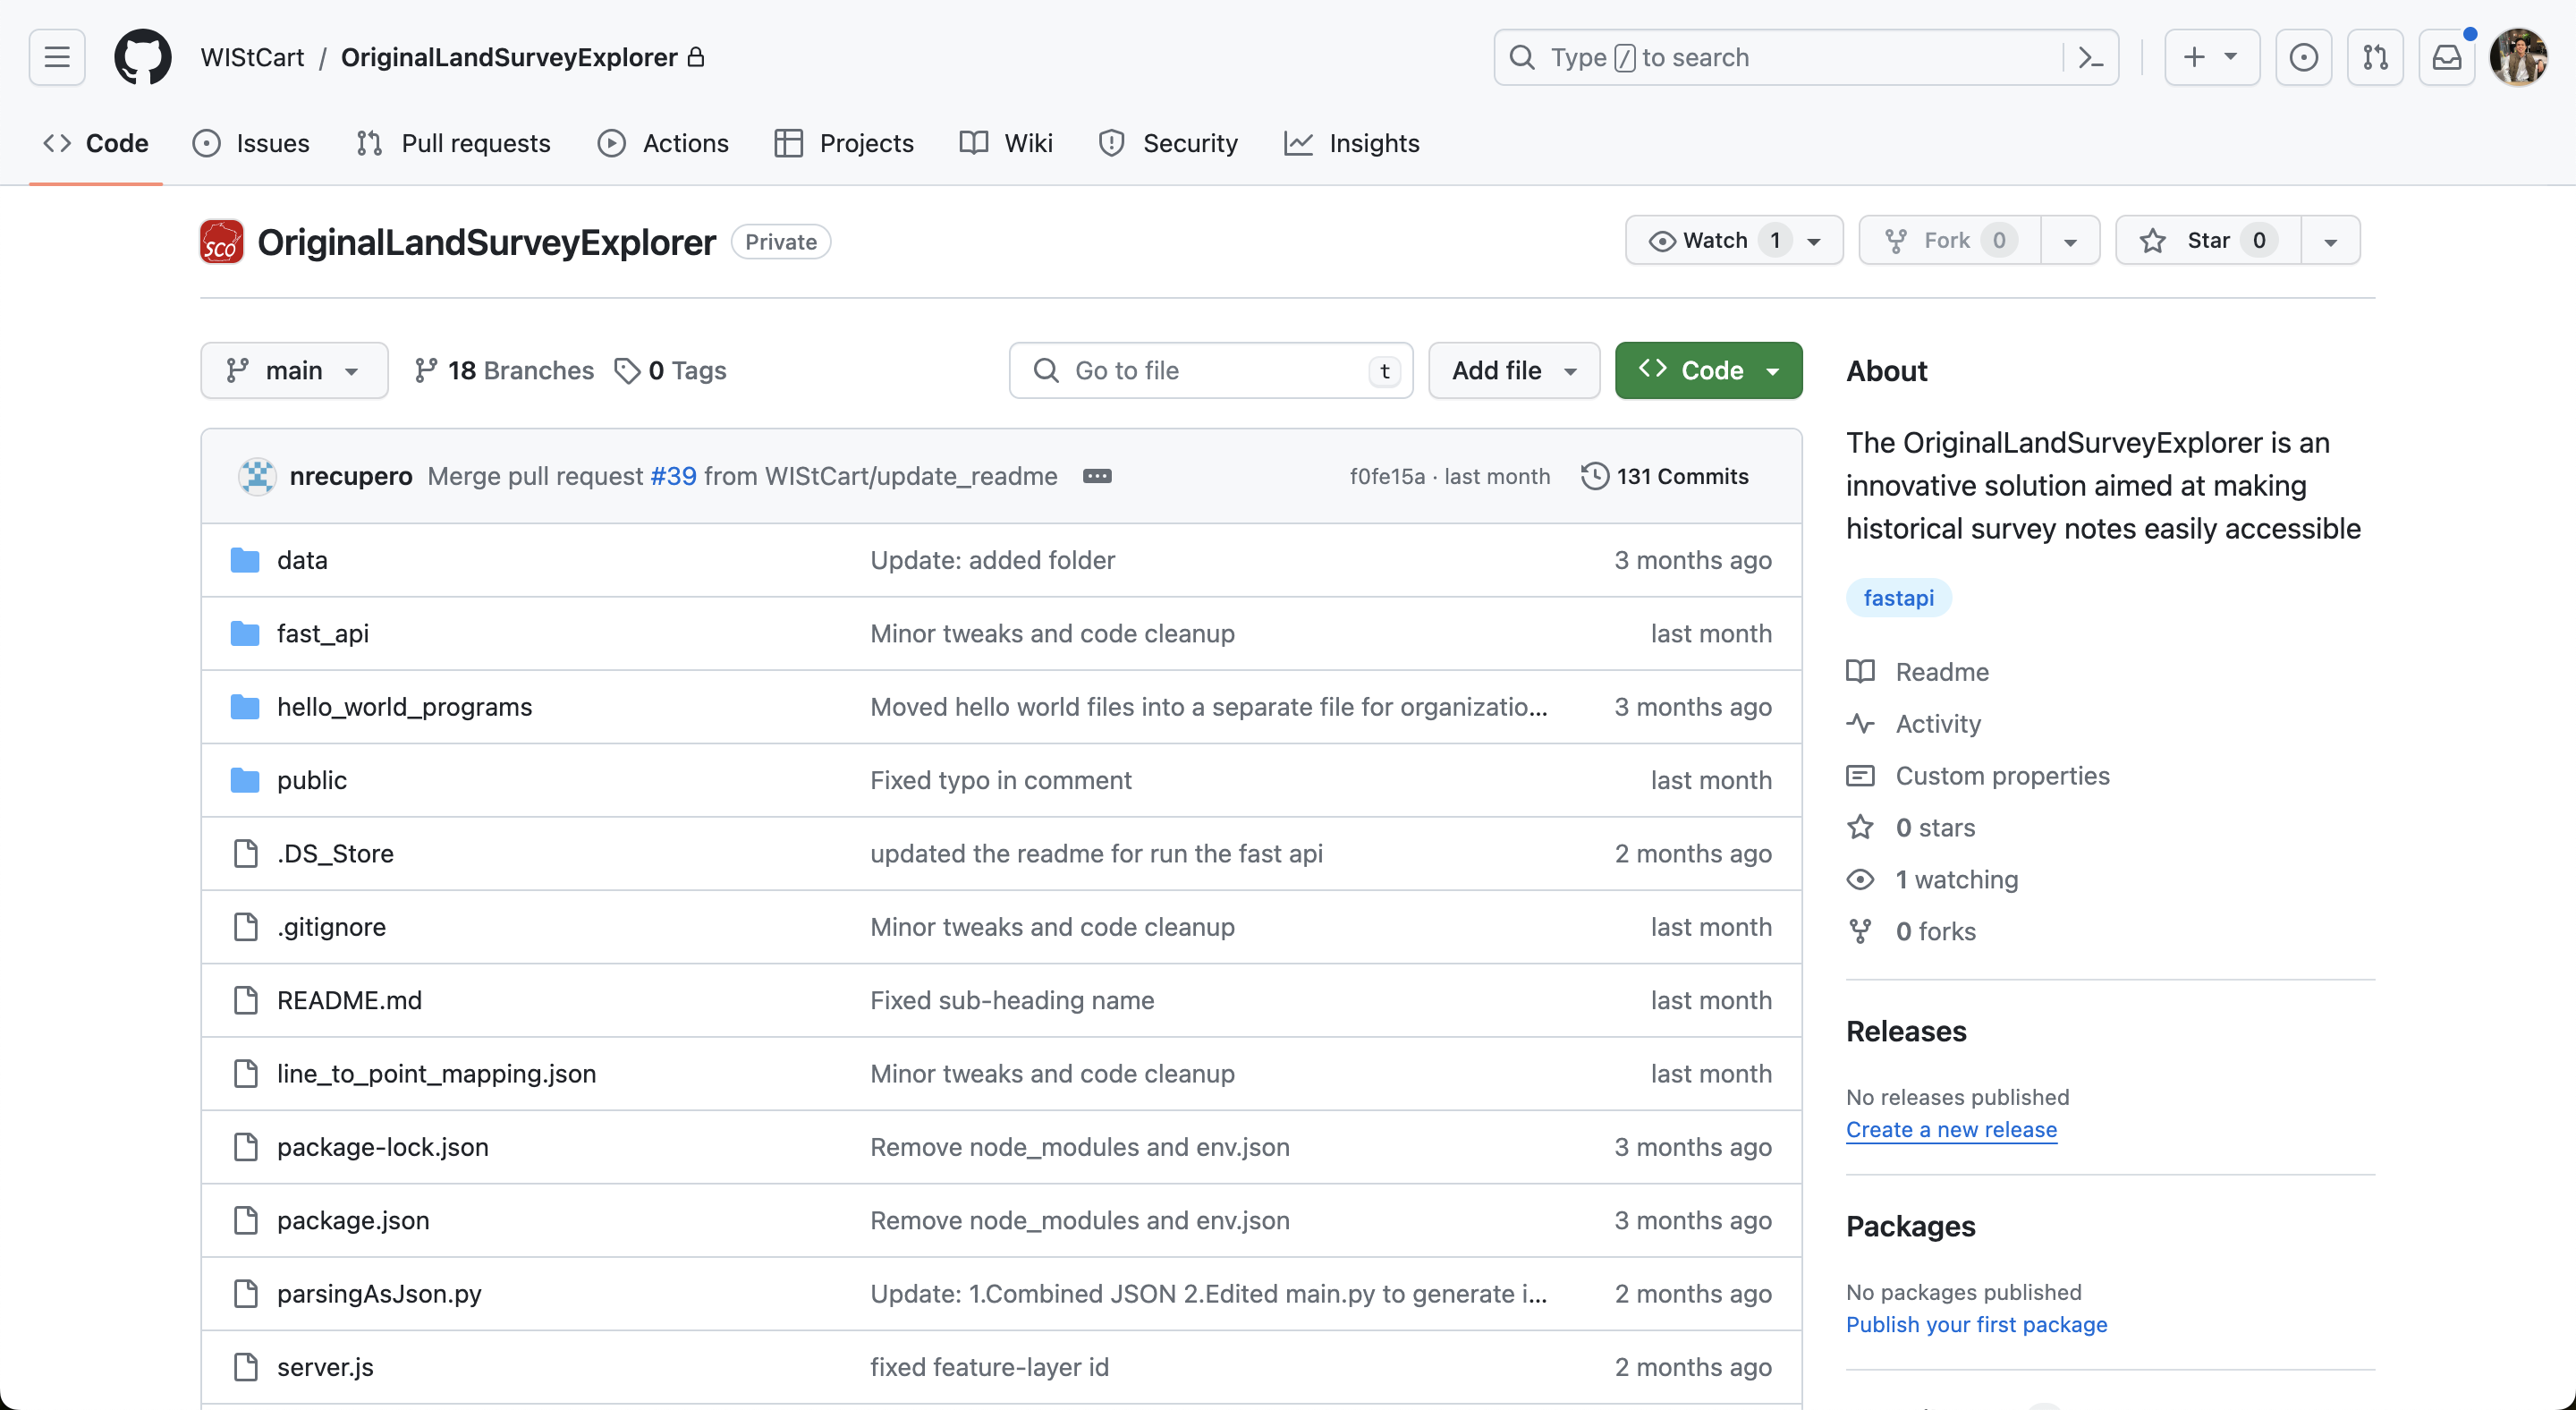 WIStCart / OriginalLandSurveyExplorer
Type / to search
Code
Issues
Pull requests
Actions
Projects
Wiki
Security
Insights
SCO
OriginalLandSurveyExplorer Private
Watch 1
Fork 0
Star 0
main
18 Branches
0 Tags
Go to file t
Add file
Code
nrecupero Merge pull request #39 from WIStCart/update_readme
f0fe15a · last month
131 Commits
data Update: added folder 3 months ago
fast_api Minor tweaks and code cleanup last month
hello_world_programs Moved hello world files into a separate file for organizatio... 3 months ago
public Fixed typo in comment last month
.DS_Store updated the readme for run the fast api 2 months ago
.gitignore Minor tweaks and code cleanup last month
README.md Fixed sub-heading name last month
line_to_point_mapping.json Minor tweaks and code cleanup last month
package-lock.json Remove node_modules and env.json 3 months ago
package.json Remove node_modules and env.json 3 months ago
parsingAsJson.py Update: 1.Combined JSON 2.Edited main.py to generate i... 2 months ago
server.js fixed feature-layer id 2 months ago
About
The OriginalLandSurveyExplorer is an
innovative solution aimed at making
historical survey notes easily accessible
fastapi
Readme
Activity
Custom properties
0 stars
1 watching
0 forks
Releases
No releases published
Create a new release
Packages
No packages published
Publish your first package